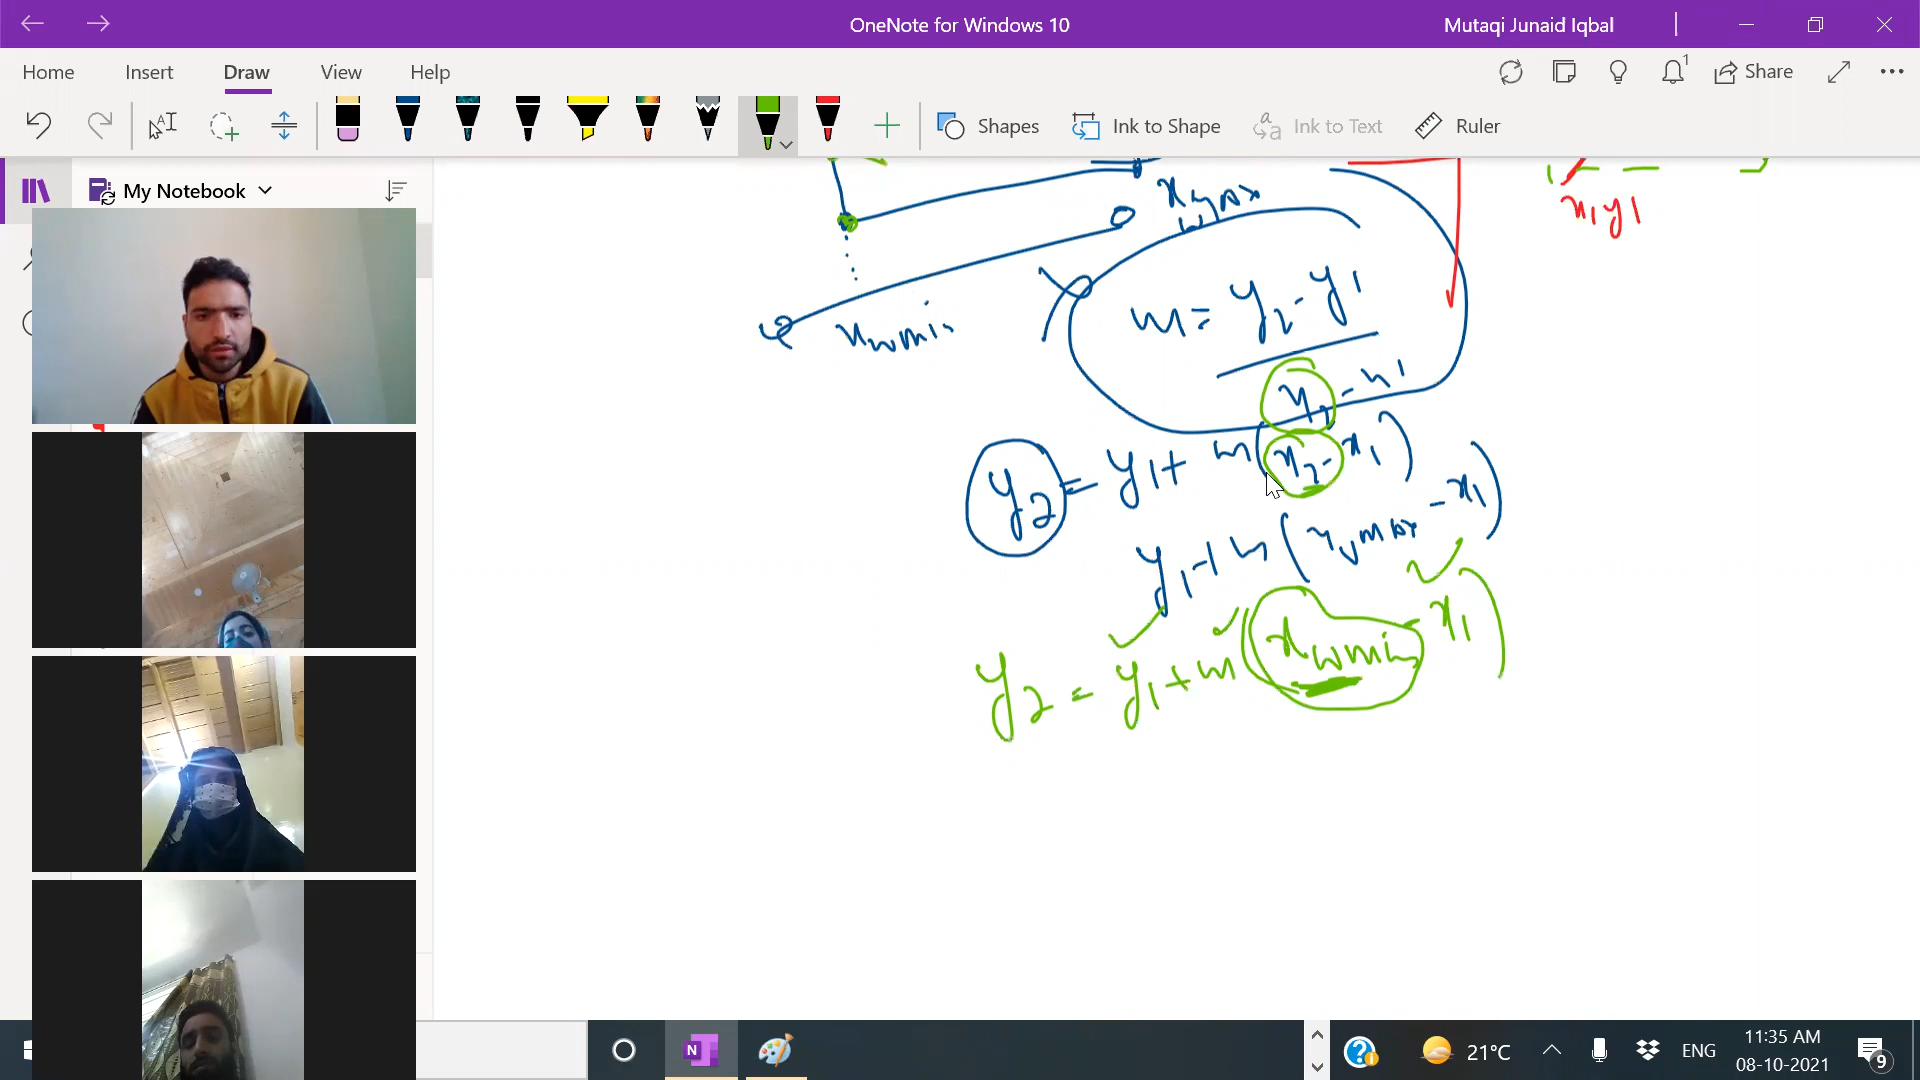 OneNote for Windows 10
Mutaqi Junaid Iqbal
Home Insert Draw View Help
1 Share
Shapes Ink to Shape Ink to Text Ruler
My Notebook
x1y1
xwmin
m = y2 - y1
x2 - x1
y2 = y1 + m(x2 - x1)
y1 + m(xwmax - x1)
y2 = y1 + m(xwmin - x1)
21°C
ENG
11:35 AM
08-10-2021
9